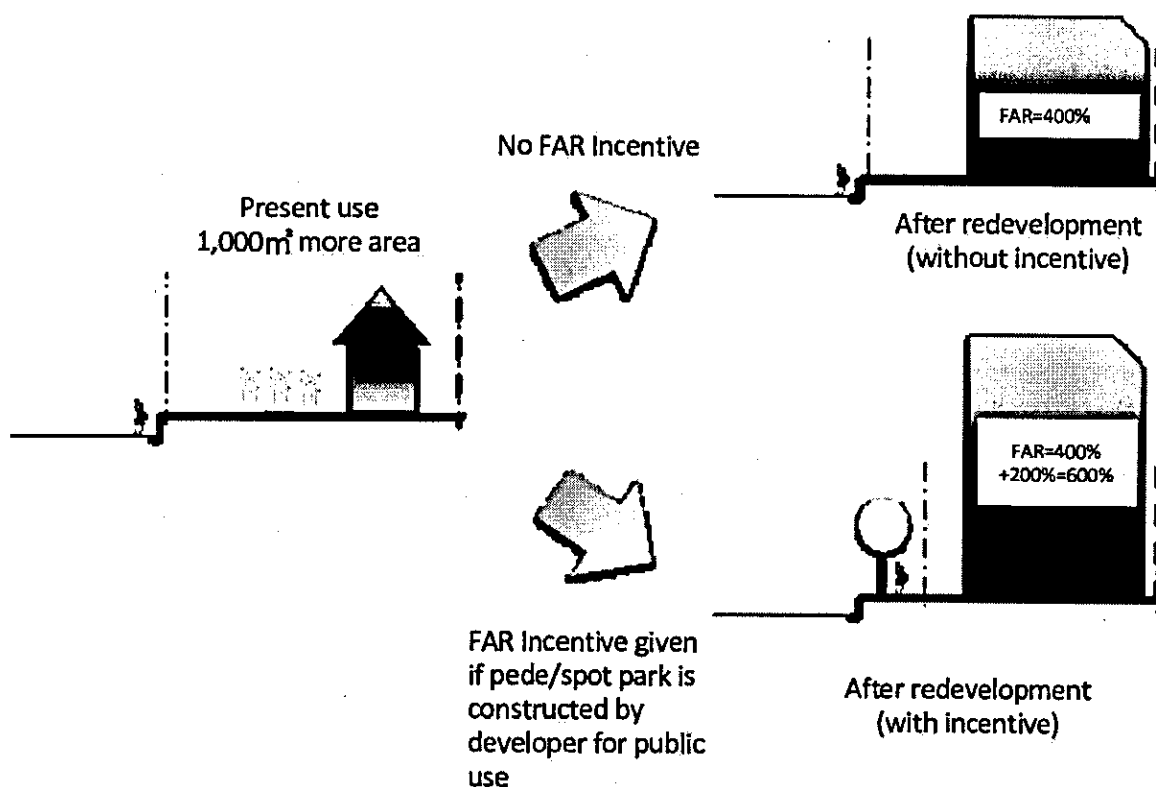 Present use
1,000㎡ more area
No FAR Incentive
FAR=400%
After redevelopment
(without incentive)
FAR Incentive given
if pede/spot park is
constructed by
developer for public
use
FAR=400%
+200%=600%
After redevelopment
(with incentive)